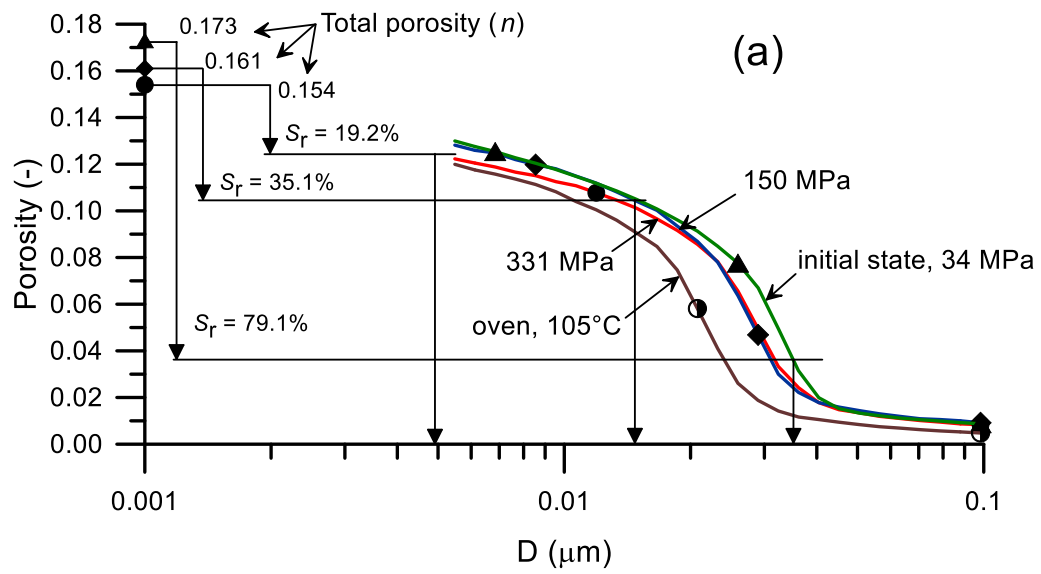 0.18
0.16
0.14
0.12
0.10
0.08
0.06
0.04
0.02
0.00
Porosity (-)
0.173
0.161
0.154
Total porosity (n)
(a)
Sr = 19.2%
Sr = 35.1%
Sr = 79.1%
150 MPa
331 MPa
initial state, 34 MPa
oven, 105°C
0.001
0.01
0.1
D (μm)